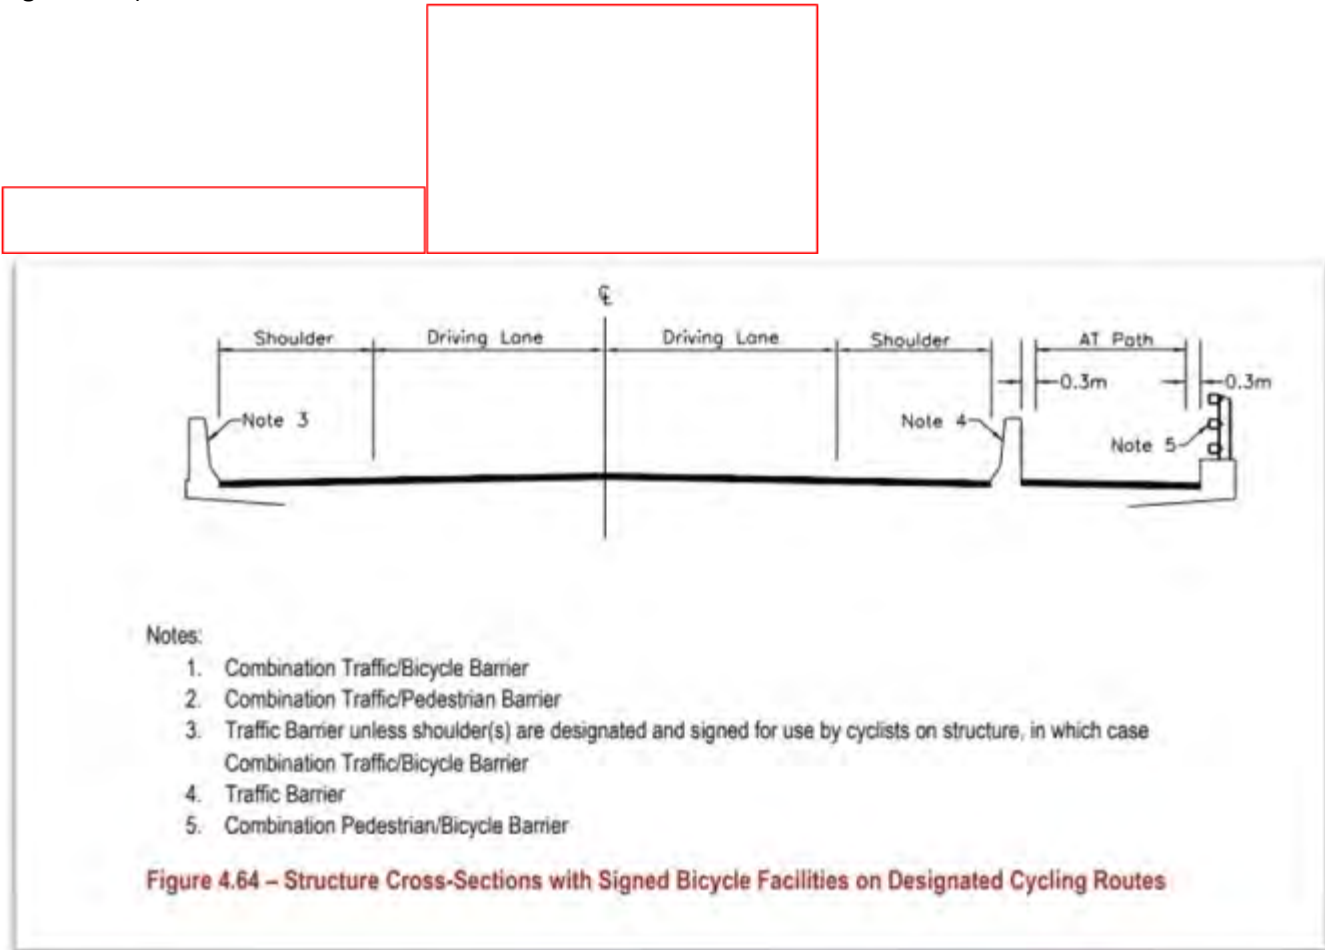 ℄
Shoulder Driving Lane Driving Lane Shoulder AT Path
0.3m 0.3m
Note 3 Note 4 Note 5
Notes:
1. Combination Traffic/Bicycle Barrier
2. Combination Traffic/Pedestrian Barrier
3. Traffic Barrier unless shoulder(s) are designated and signed for use by cyclists on structure, in which case
Combination Traffic/Bicycle Barrier
4. Traffic Barrier
5. Combination Pedestrian/Bicycle Barrier
Figure 4.64 – Structure Cross-Sections with Signed Bicycle Facilities on Designated Cycling Routes